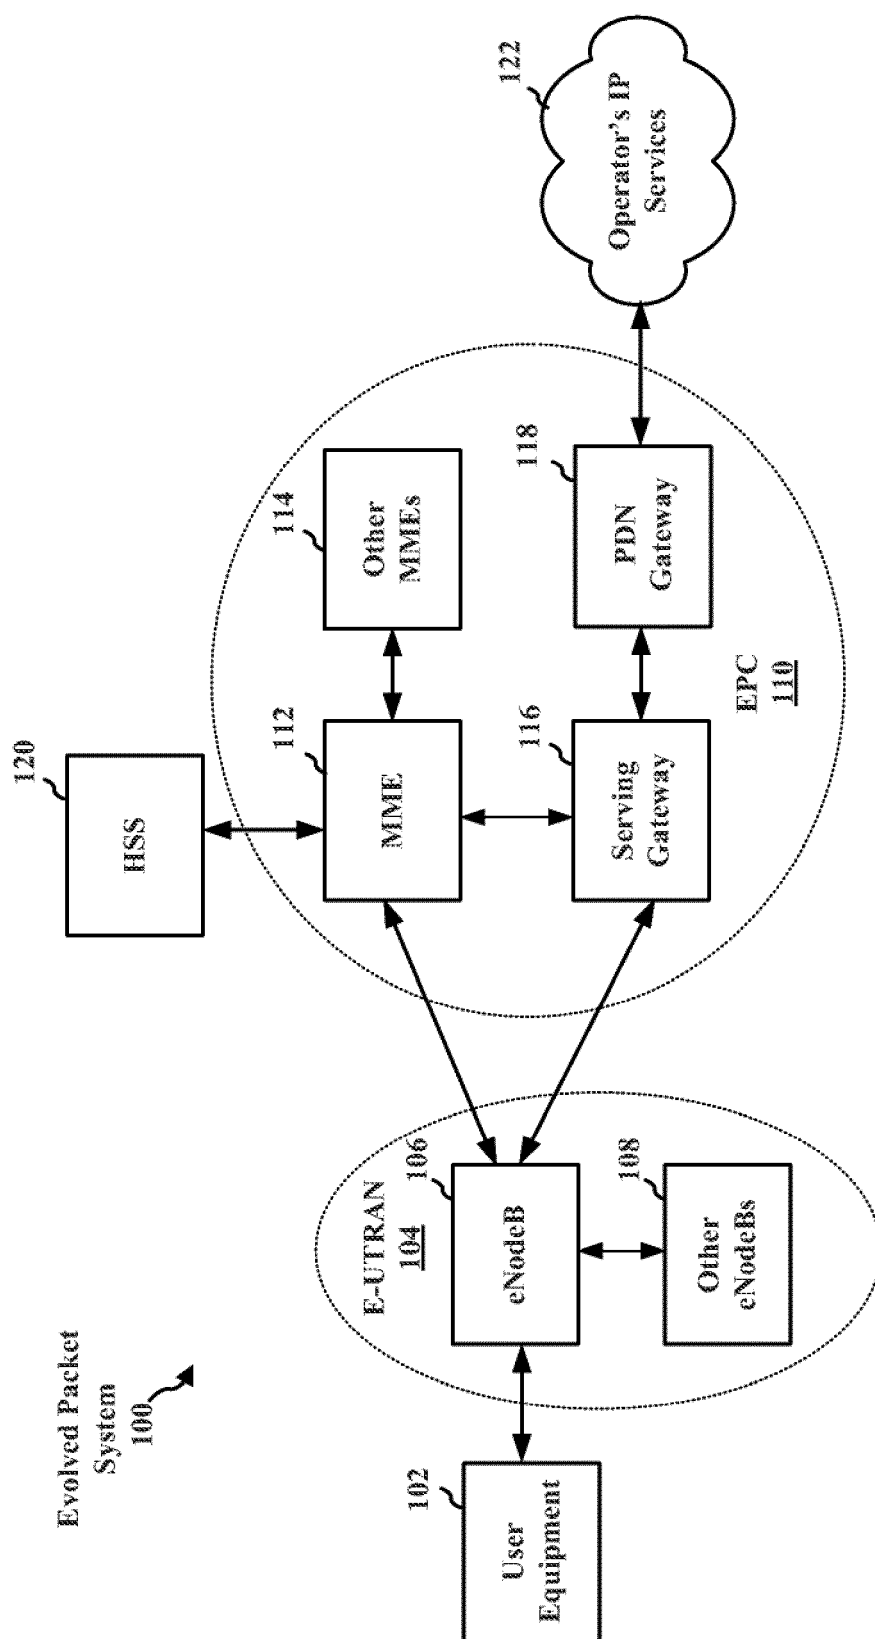 Evolved Packet
System
100
120
HSS
E-UTRAN
104
112
MME
114
Other
MMEs
102
User
Equipment
106
eNodeB
108
Other
eNodeBs
116
Serving
Gateway
118
PDN
Gateway
EPC
110
122
Operator's IP
Services